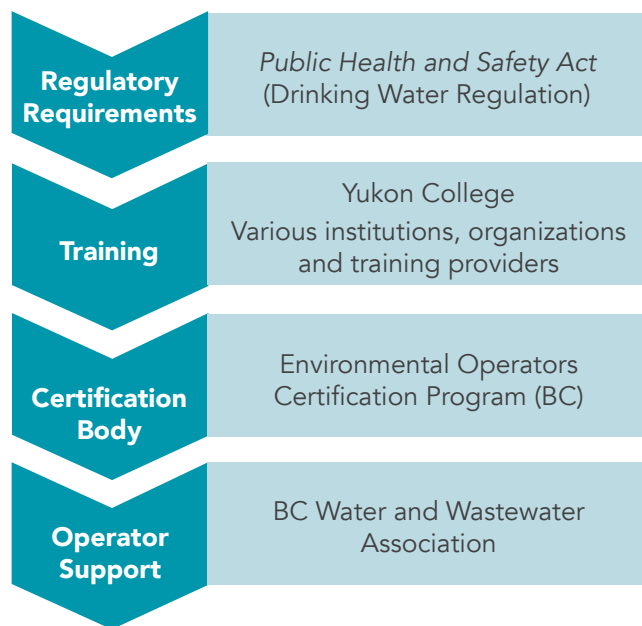 Regulatory
Requirements
Public Health and Safety Act
(Drinking Water Regulation)
Training
Yukon College
Various institutions, organizations
and training providers
Certification
Body
Environmental Operators
Certification Program (BC)
Operator
Support
BC Water and Wastewater
Association